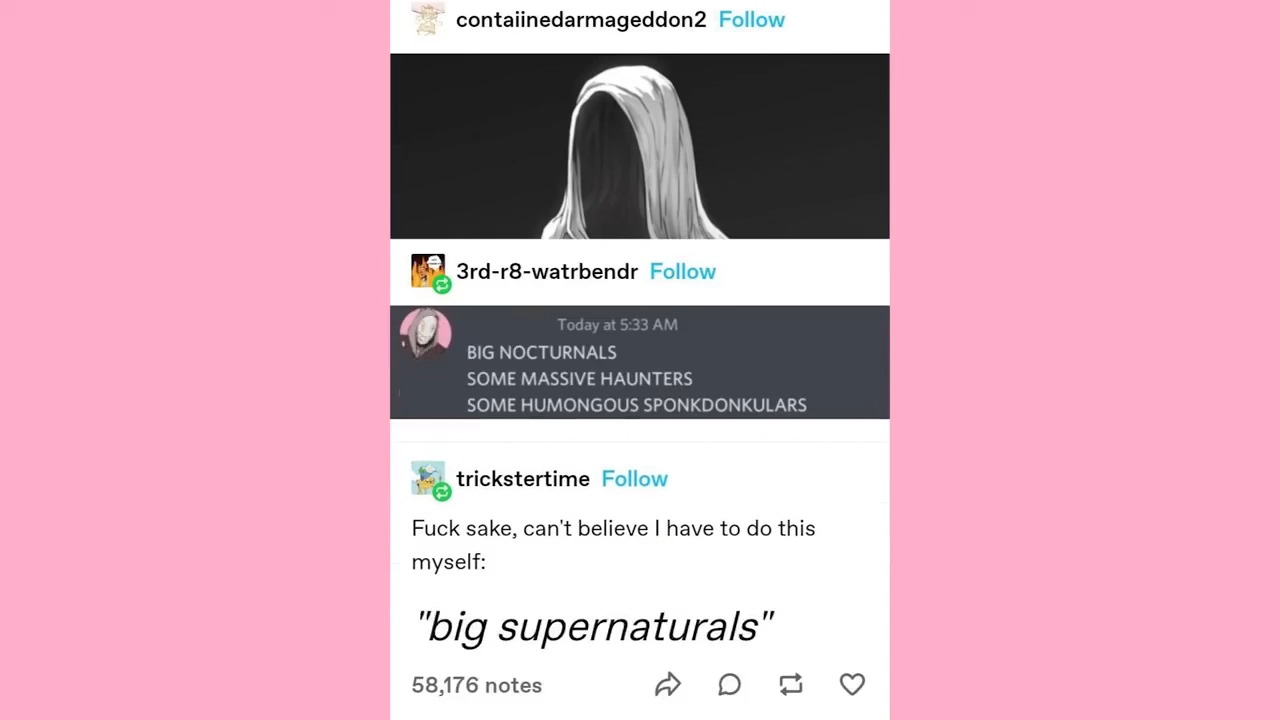 contaiinedarmageddon2 Follow
3rd-r8-watrbendr Follow
Today at 5:33 AM
BIG NOCTURNALS
SOME MASSIVE HAUNTERS
SOME HUMONGOUS SPONKDONKULARS
trickstertime Follow
Fuck sake, can't believe I have to do this
myself:
"big supernaturals"
58,176 notes